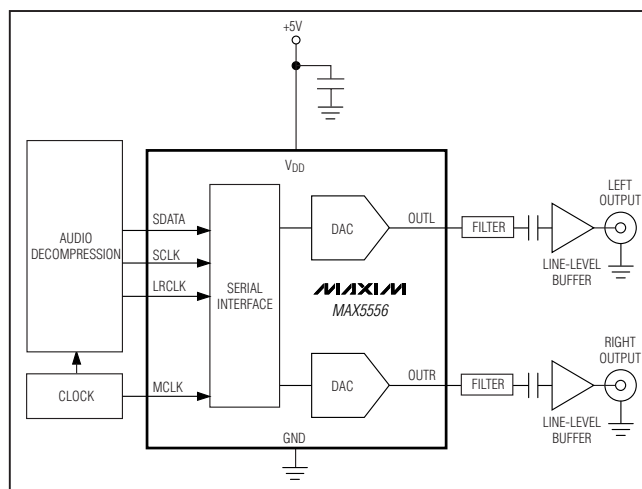 +5V
VDD
LEFT
OUTPUT
SDATA
OUTL
FILTER
DAC
AUDIO
DECOMPRESSION
SCLK
LINE-LEVEL
BUFFER
LRCLK
SERIAL
INTERFACE
MAXIM
MAX5556
RIGHT
OUTPUT
MCLK
OUTR
FILTER
DAC
CLOCK
LINE-LEVEL
BUFFER
GND